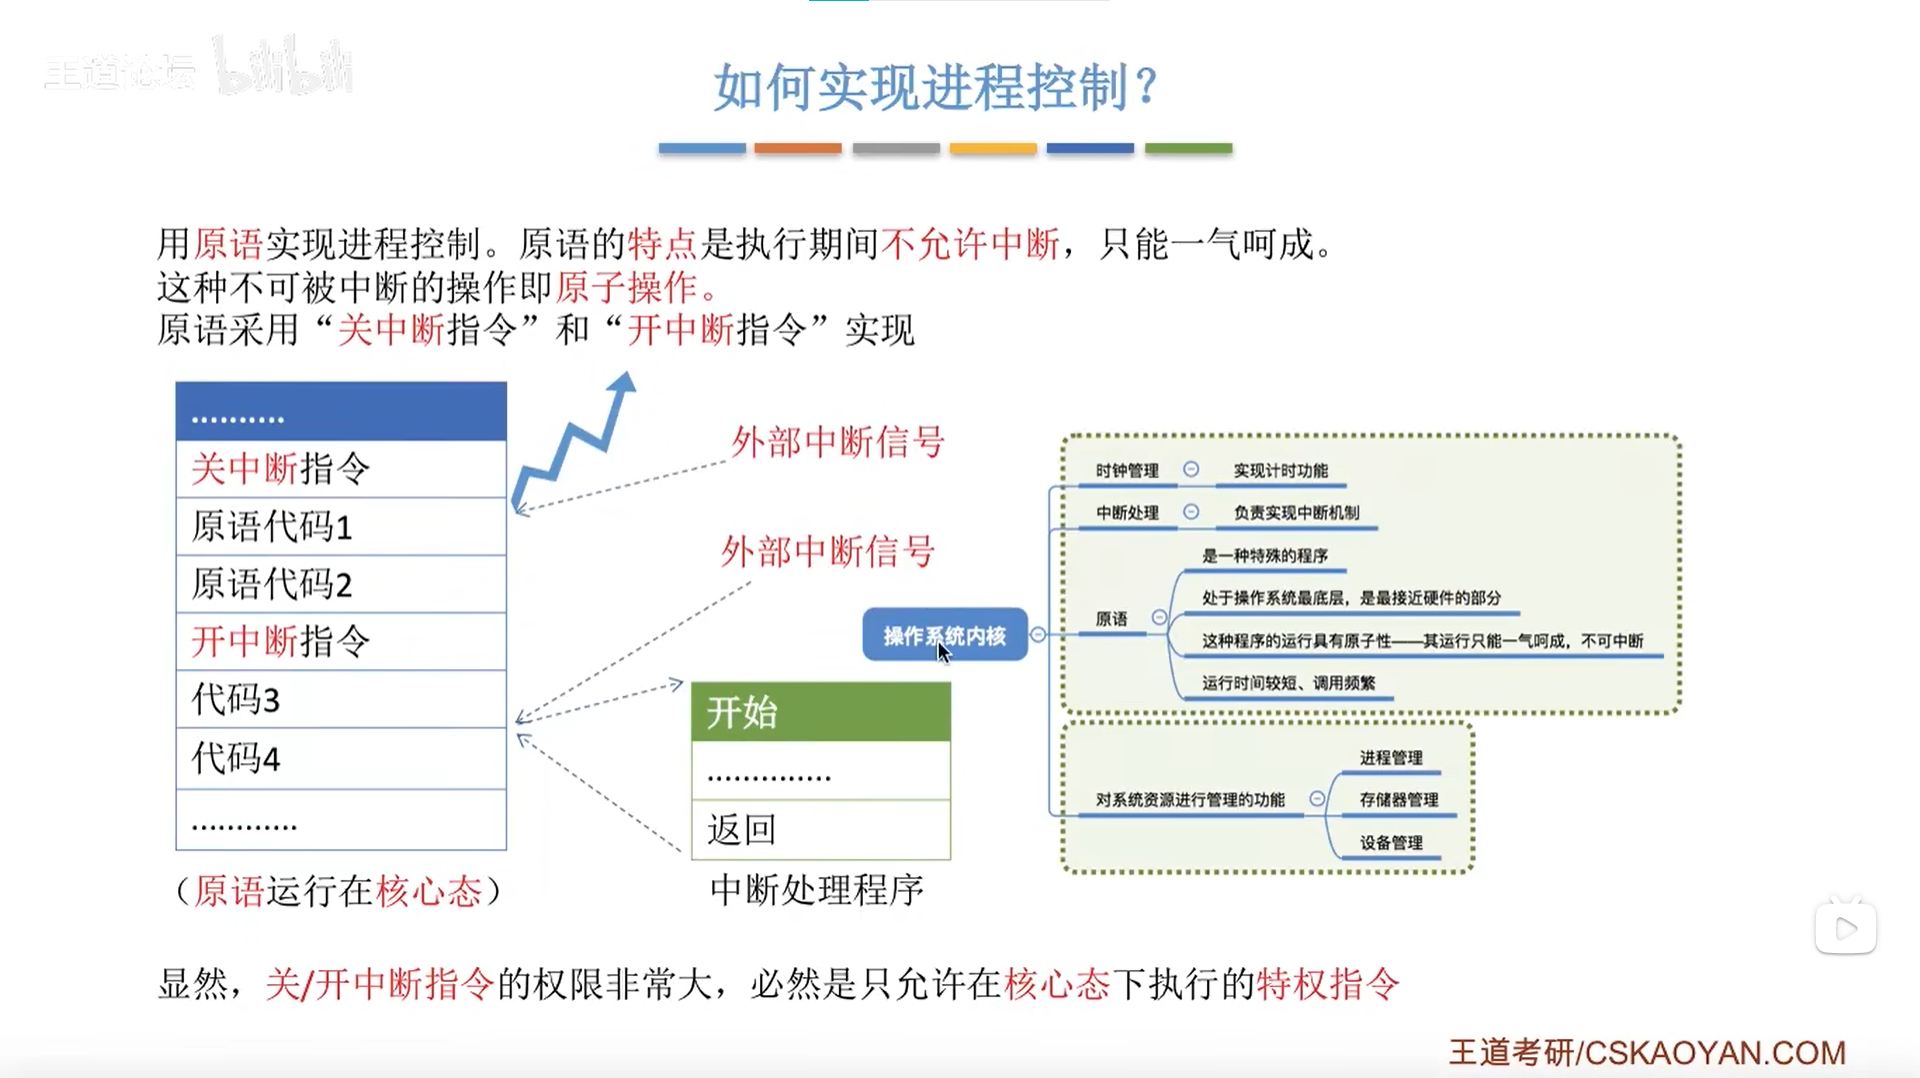 王道论坛 bilibili
如何实现进程控制？
用原语实现进程控制。原语的特点是执行期间不允许中断，只能一气呵成。
这种不可被中断的操作即原子操作。
原语采用“关中断指令”和“开中断指令”实现
..........
关中断指令
原语代码1
原语代码2
开中断指令
代码3
代码4
............
（原语运行在核心态）
外部中断信号
外部中断信号
开始
..............
返回
中断处理程序
操作系统内核
时钟管理
实现计时功能
中断处理
负责实现中断机制
原语
是一种特殊的程序
处于操作系统最底层，是最接近硬件的部分
这种程序的运行具有原子性——其运行只能一气呵成，不可中断
运行时间较短、调用频繁
对系统资源进行管理的功能
进程管理
存储器管理
设备管理
显然，关/开中断指令的权限非常大，必然是只允许在核心态下执行的特权指令
王道考研/CSKAOYAN.COM